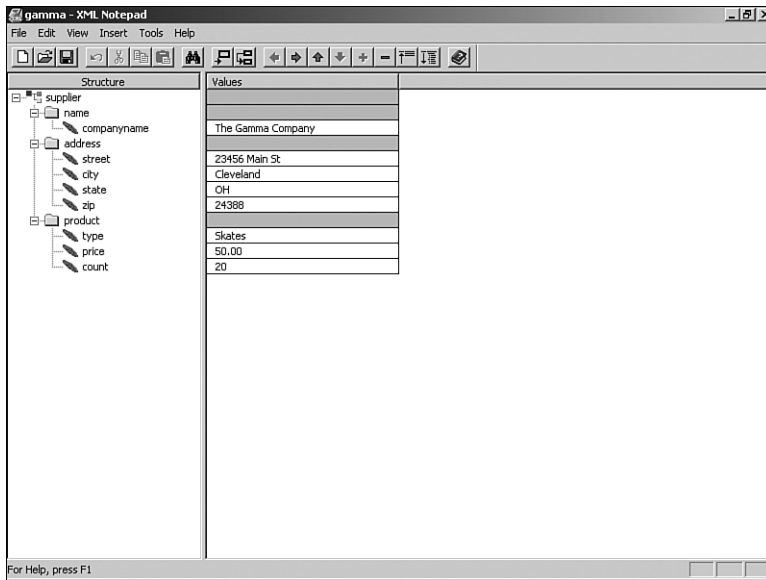 gamma - XML Notepad
File Edit View Insert Tools Help
Structure Values
supplier
name
companyname The Gamma Company
address
street 23456 Main St
city Cleveland
state OH
zip 24388
product
type Skates
price 50.00
count 20
For Help, press F1